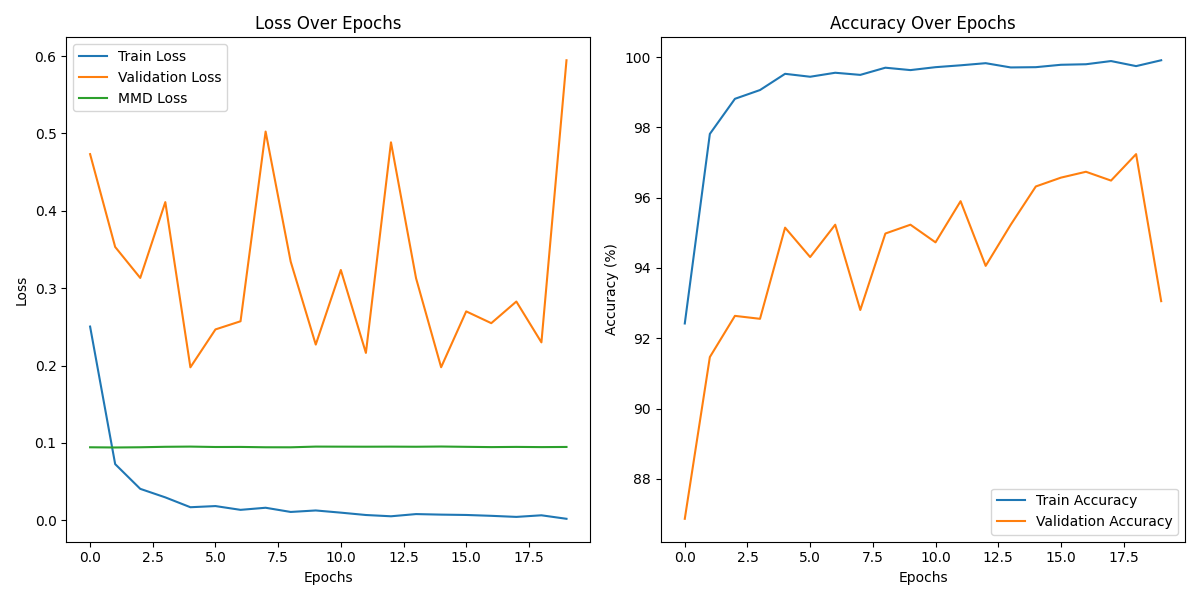 Loss Over Epochs
Train Loss
Validation Loss
MMD Loss
0.6
0.5
0.4
0.3
0.2
0.1
0.0
Loss
0.0 2.5 5.0 7.5 10.0 12.5 15.0 17.5
Epochs
Accuracy Over Epochs
100
98
96
94
92
90
88
Accuracy (%)
Train Accuracy
Validation Accuracy
0.0 2.5 5.0 7.5 10.0 12.5 15.0 17.5
Epochs